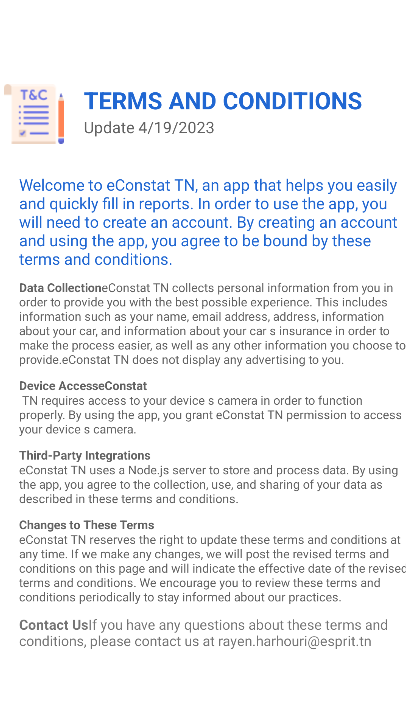 T&C
TERMS AND CONDITIONS
Update 4/19/2023
Welcome to eConstat TN, an app that helps you easily
and quickly fill in reports. In order to use the app, you
will need to create an account. By creating an account
and using the app, you agree to be bound by these
terms and conditions.
Data CollectioneConstat TN collects personal information from you in
order to provide you with the best possible experience. This includes
information such as your name, email address, address, information
about your car, and information about your car s insurance in order to
make the process easier, as well as any other information you choose to
provide.eConstat TN does not display any advertising to you.
Device AccesseConstat
TN requires access to your device s camera in order to function
properly. By using the app, you grant eConstat TN permission to access
your device s camera.
Third-Party Integrations
eConstat TN uses a Node.js server to store and process data. By using
the app, you agree to the collection, use, and sharing of your data as
described in these terms and conditions.
Changes to These Terms
eConstat TN reserves the right to update these terms and conditions at
any time. If we make any changes, we will post the revised terms and
conditions on this page and will indicate the effective date of the revised
terms and conditions. We encourage you to review these terms and
conditions periodically to stay informed about our practices.
Contact UsIf you have any questions about these terms and
conditions, please contact us at rayen.harhouri@esprit.tn